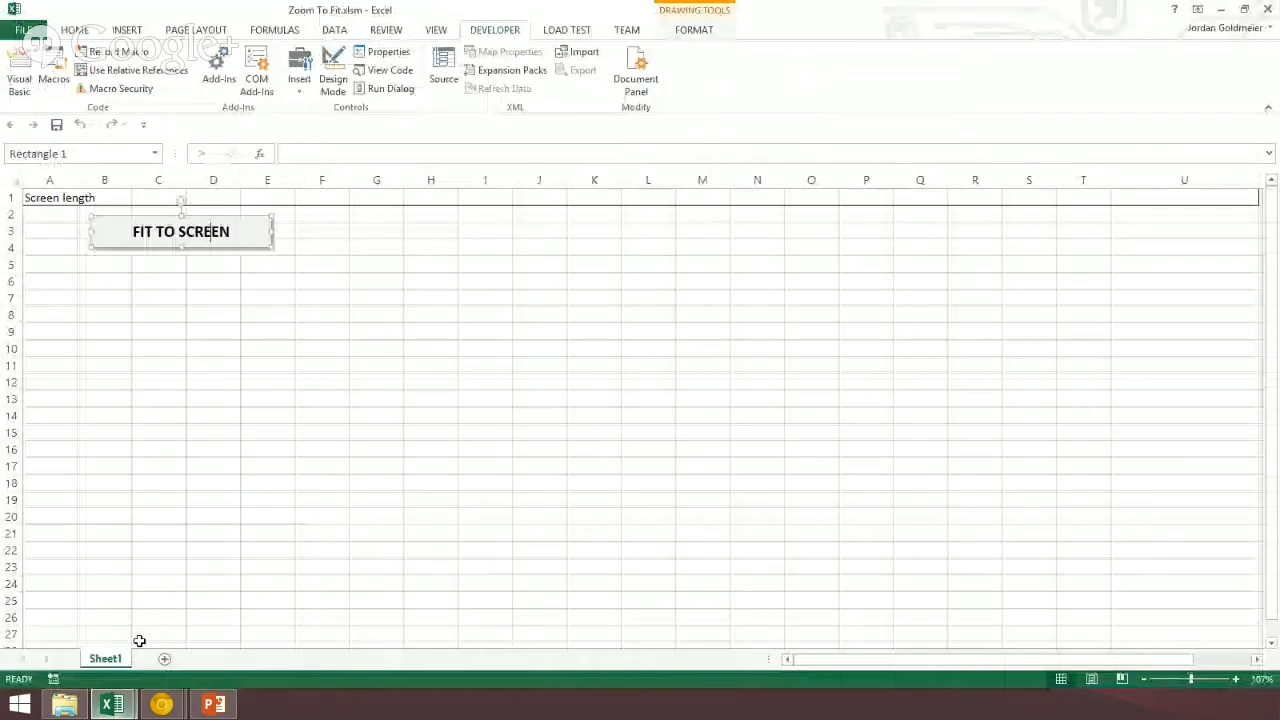 Zoom To Fit.xlsm - Excel
DRAWING TOOLS
FILE HOME INSERT PAGE LAYOUT FORMULAS DATA REVIEW VIEW DEVELOPER LOAD TEST TEAM FORMAT
Jordan Goldmeier
Google+
Visual Basic
Macros
Record Macro
Use Relative References
Macro Security
Code
Add-Ins
COM Add-Ins
Add-Ins
Insert
Design Mode
Properties
View Code
Run Dialog
Controls
Source
Map Properties
Expansion Packs
Refresh Data
Import
Export
XML
Document Panel
Modify
Rectangle 1
fx
A B C D E F G H I J K L M N O P Q R S T U
1 Screen length
2
3 FIT TO SCREEN
4
5
6
7
8
9
10
11
12
13
14
15
16
17
18
19
20
21
22
23
24
25
26
27
Sheet1
READY
107%